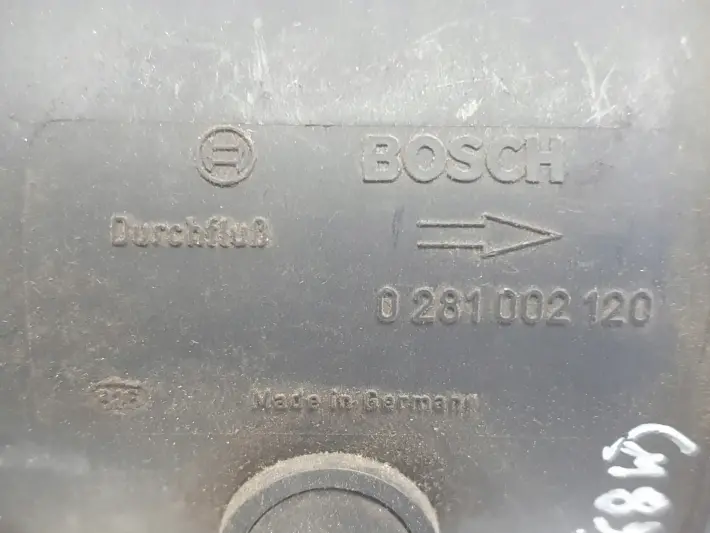 BOSCH
Durchfluß
0 281 002 120
Made in Germany